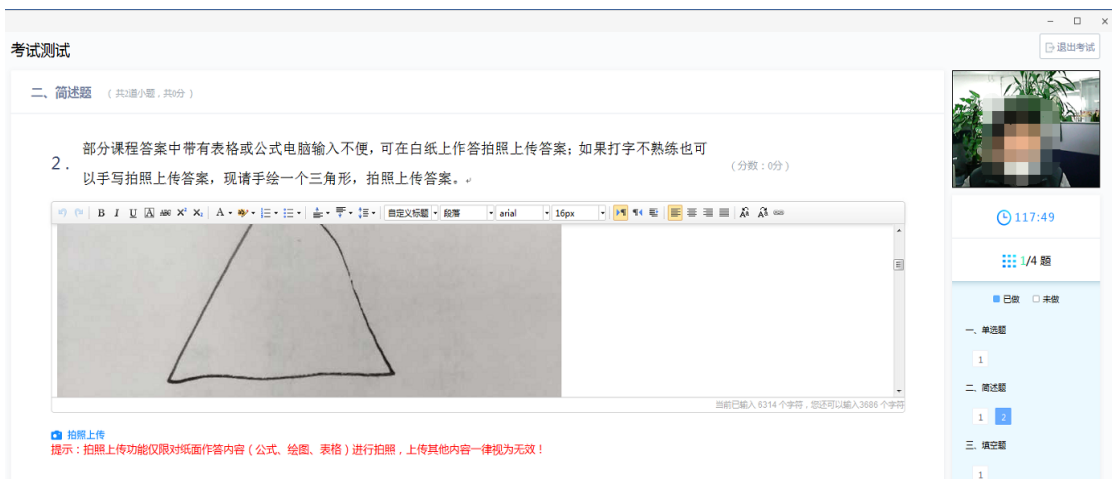 考试测试
退出考试
二、简述题 （ 共2道小题，共0分 ）
2. 部分课程答案中带有表格或公式电脑输入不便，可在白纸上作答拍照上传答案；如果打字不熟练也可
以手写拍照上传答案，现请手绘一个三角形，拍照上传答案。
（分数：0分）
B I U A ABC X² X₂ A 自定义标题 段落 arial 16px
当前已输入 6314 个字符，您还可以输入3686 个字符
拍照上传
提示：拍照上传功能仅限对纸面作答内容（公式、绘图、表格）进行拍照，上传其他内容一律视为无效！
117:49
1/4 题
已做 未做
一、单选题
1
二、简述题
1 2
三、填空题
1